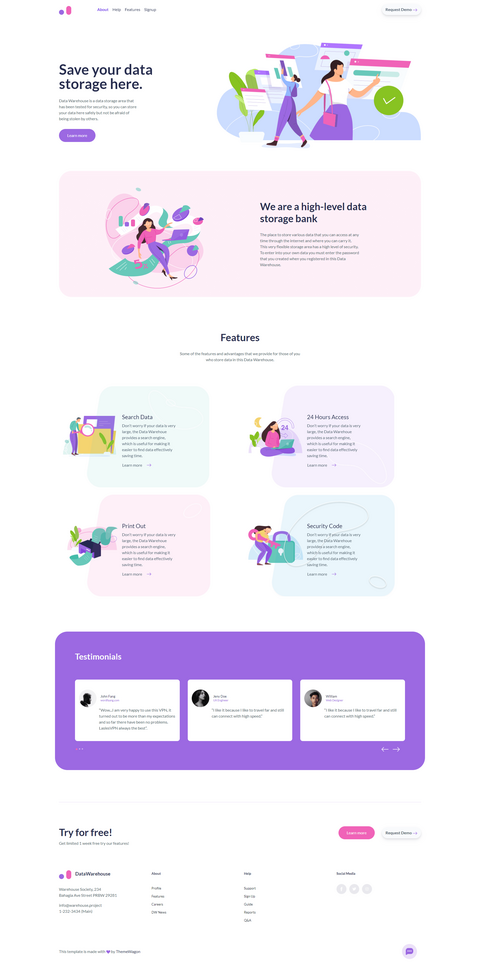 About Help Features Signup
Request Demo
Save your data
storage here.
Data Warehouse is a data storage area that
has been tested for security, so you can store
your data here safely but not be afraid of
being stolen by others.
Learn more
We are a high-level data
storage bank
The place to store various data that you can access at any
time through the internet and where you can carry it.
This very flexible storage area has a high level of security.
To enter into your own data you must enter the password
that you created when you registered in this Data
Warehouse.
Features
Some of the features and advantages that we provide for those of you
who store data in this Data Warehouse.
Search Data
Don't worry if your data is very
large, the Data Warehoue
provides a search engine,
which is useful for making it
easier to find data effectively
saving time.
Learn more
24
24 Hours Access
Don't worry if your data is very
large, the Data Warehoue
provides a search engine,
which is useful for making it
easier to find data effectively
saving time.
Learn more
Print Out
Don't worry if your data is very
large, the Data Warehoue
provides a search engine,
which is useful for making it
easier to find data effectively
saving time.
Learn more
Security Code
Don't worry if your data is very
large, the Data Warehoue
provides a search engine,
which is useful for making it
easier to find data effectively
saving time.
Learn more
Testimonials
"Wow...I am very happy to use this VPN, it
turned out to be more than my expectations
and so far there have been no problems.
LaslesVPN always the best".
"I like it because I like to travel far and still
can connect with high speed".
William
"I like it because I like to travel far and still
can connect with high speed".
Try for free!
Get limited 1 week free try our features!
Learn more
Request Demo
DataWarehouse
Warehouse Society, 234
Bahagia Ave Street PRBW 29281
info@warehouse.project
1-232-3434 (Main)
About
Profile
Features
Careers
DW News
Help
Support
Sign Up
Guide
Reports
Q&A
Social Media
This template is made with by ThemeWagon